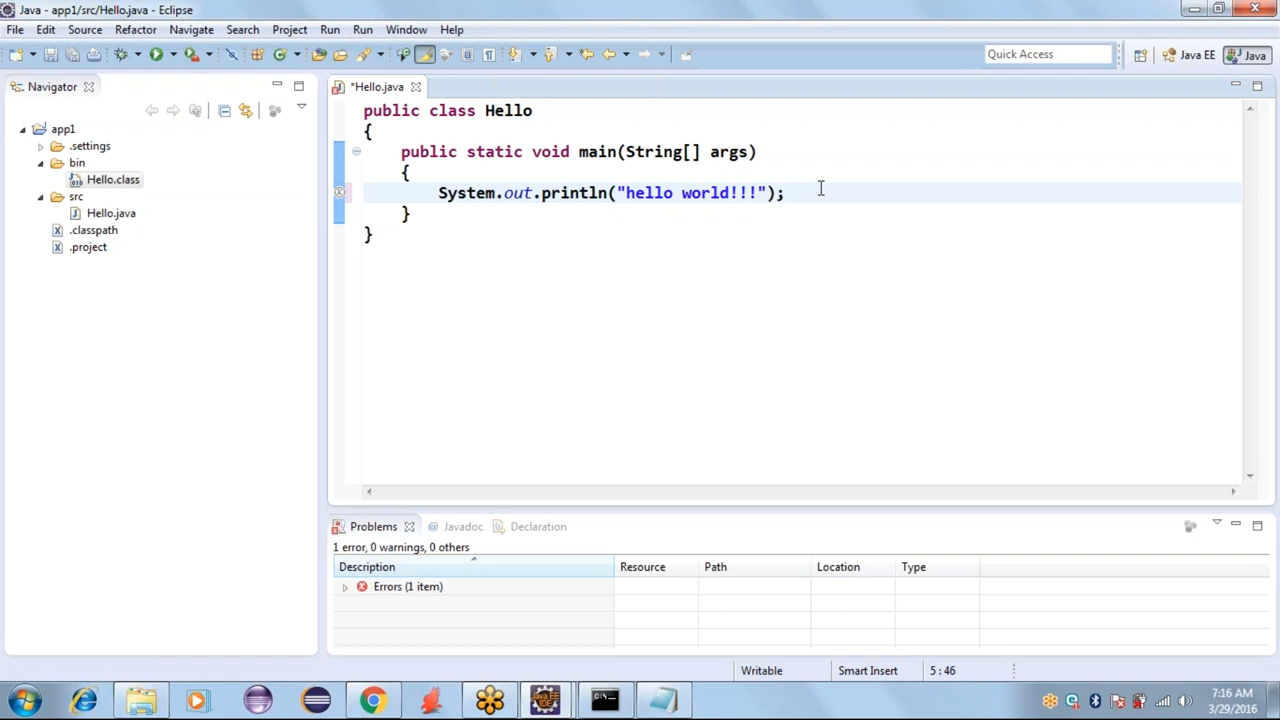 Java - app1/src/Hello.java - Eclipse
File Edit Source Refactor Navigate Search Project Run Run Window Help
Quick Access
Java EE
Java
Navigator
app1
.settings
bin
Hello.class
src
Hello.java
.classpath
.project
*Hello.java
public class Hello
{
public static void main(String[] args)
{
System.out.println("hello world!!!");
}
}
Problems @ Javadoc Declaration
1 error, 0 warnings, 0 others
Description Resource Path Location Type
Errors (1 item)
Writable Smart Insert 5 : 46
7:16 AM
3/29/2016